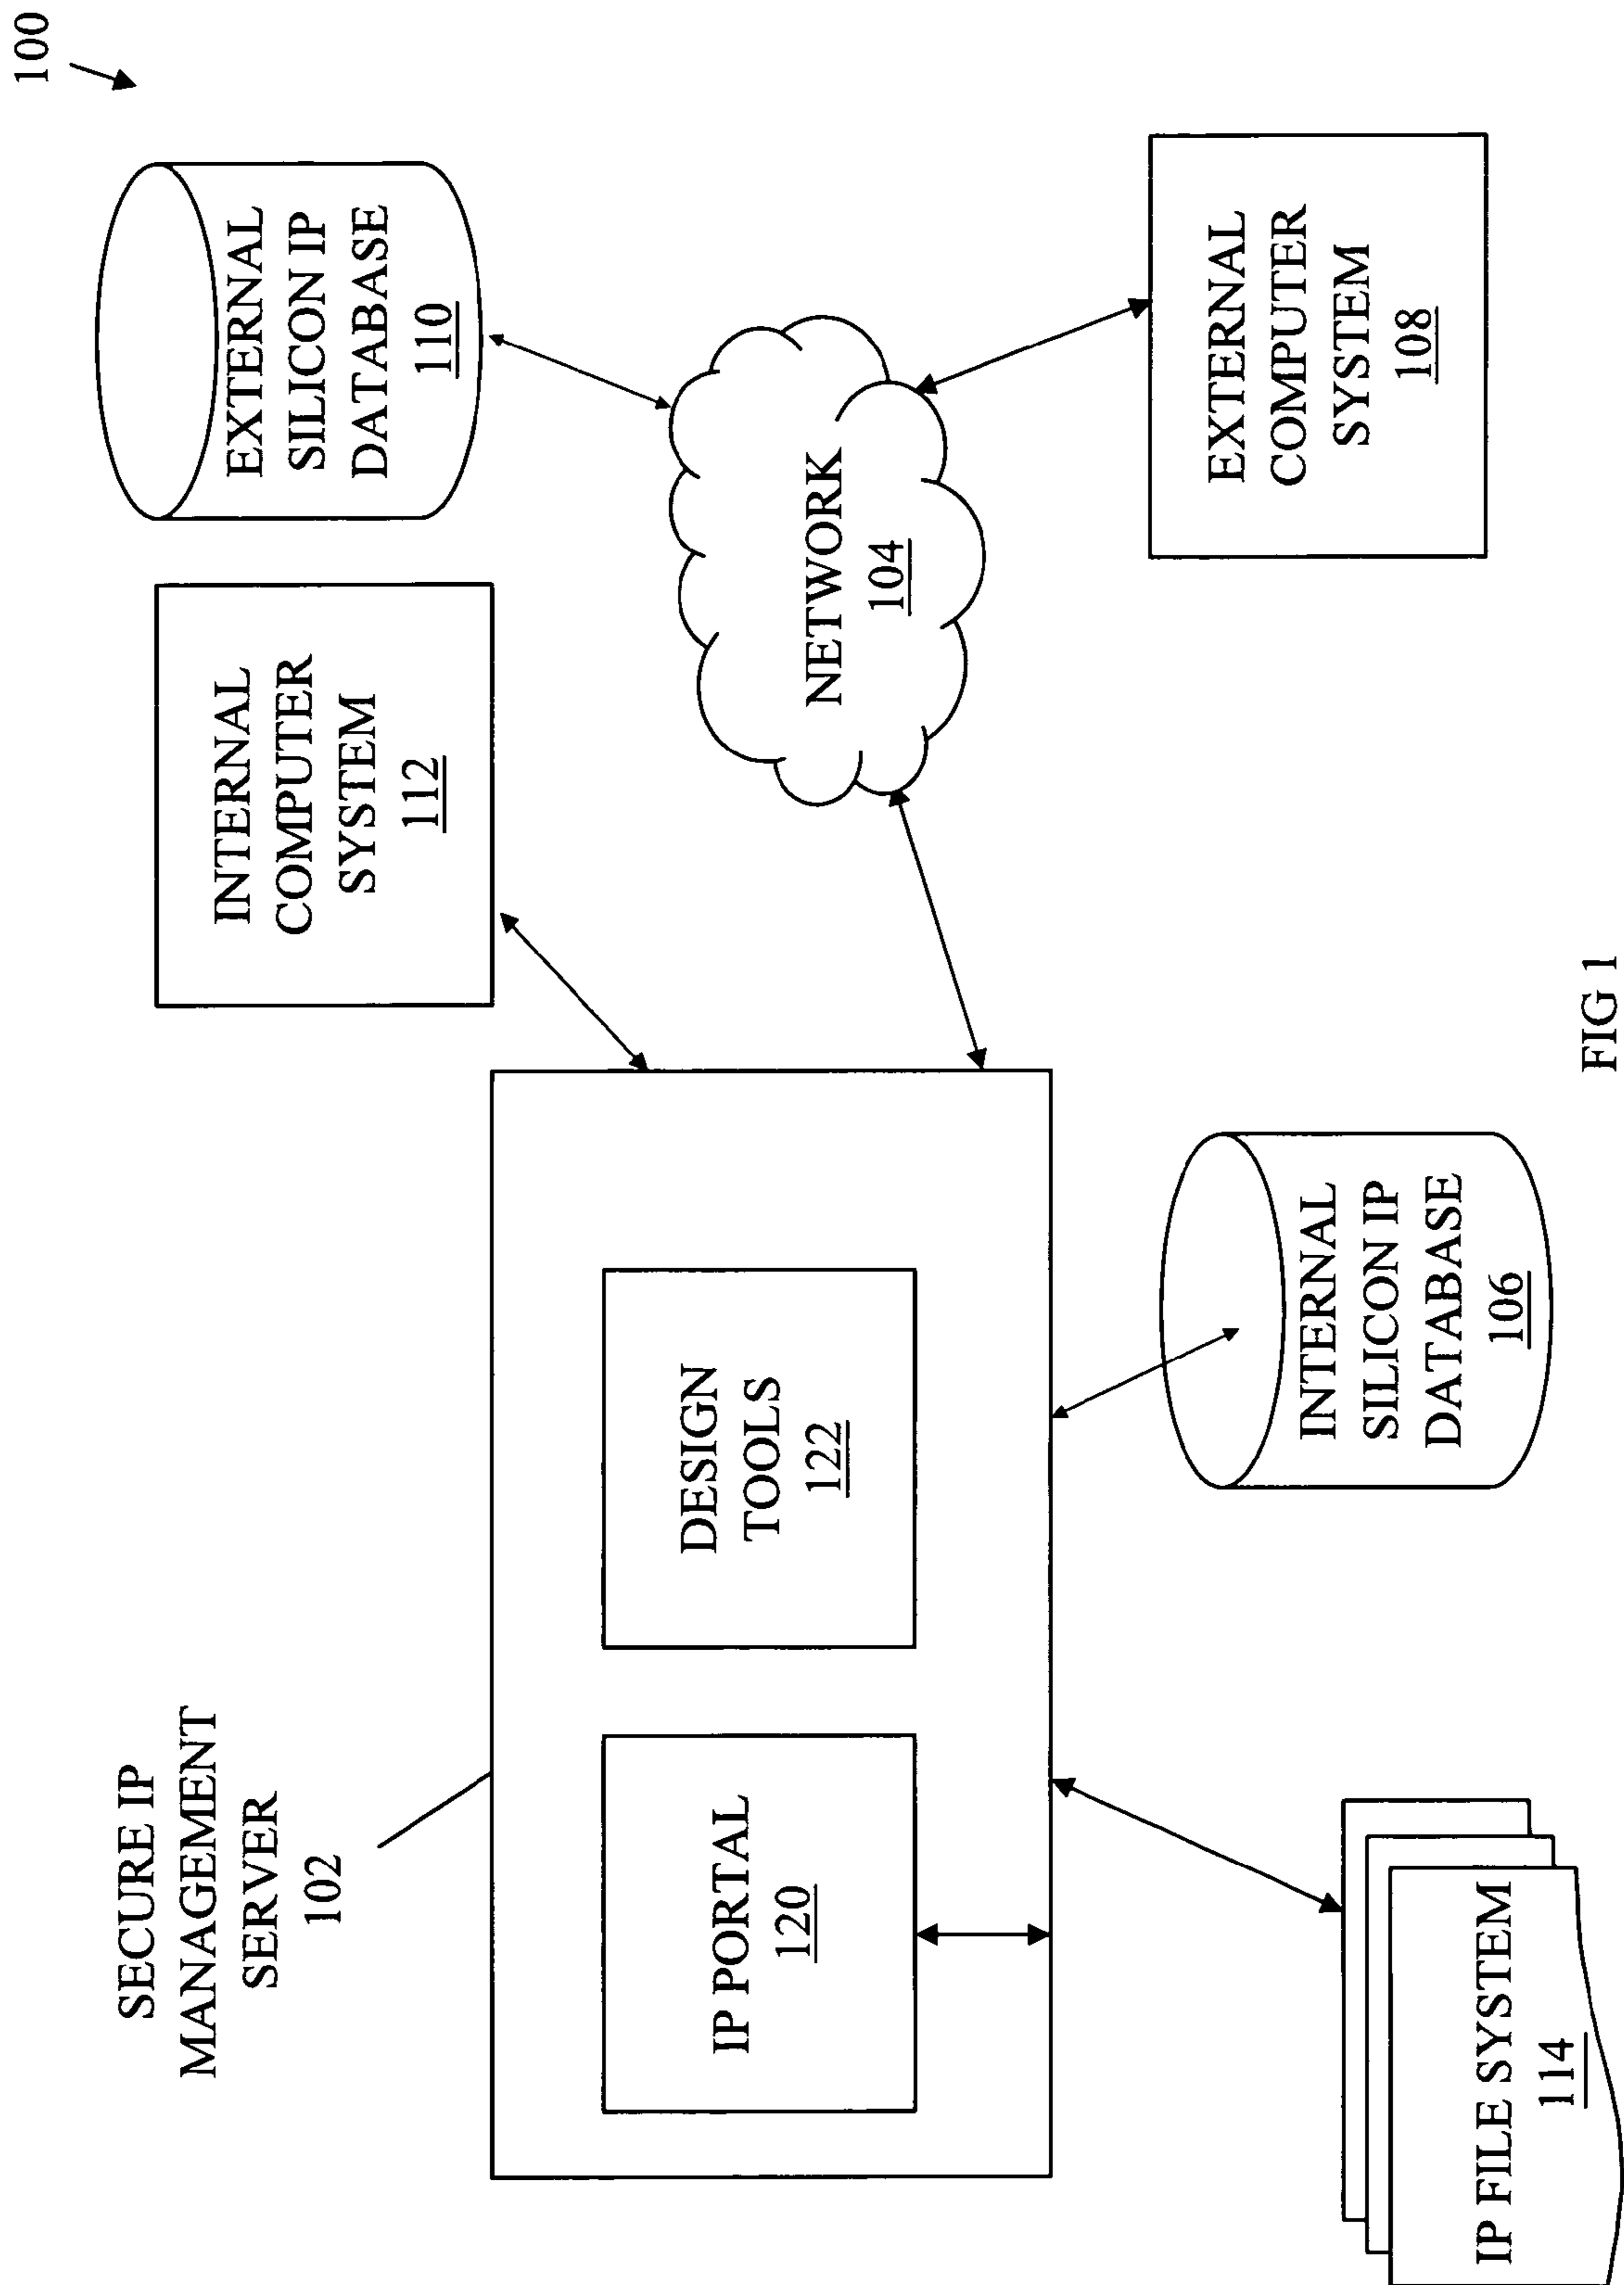 100
SECURE IP
MANAGEMENT
SERVER
102
INTERNAL
COMPUTER
SYSTEM
112
EXTERNAL
SILICON IP
DATABASE
110
IP PORTAL
120
DESIGN
TOOLS
122
NETWORK
104
IP FILE SYSTEM
114
INTERNAL
SILICON IP
DATABASE
106
EXTERNAL
COMPUTER
SYSTEM
108
FIG 1